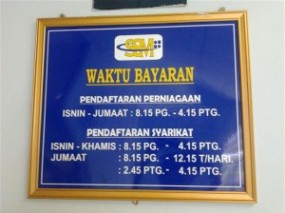 SSM
WAKTU BAYARAN
PENDAFTARAN PERNIAGAAN
ISNIN - JUMAAT : 8.15 PG. - 4.15 PTG.
PENDAFTARAN SYARIKAT
ISNIN - KHAMIS : 8.15 PG. - 4.15 PTG.
JUMAAT : 8.15 PG. - 12.15 T/HARI.
: 2.45 PTG. - 4.15 PTG.